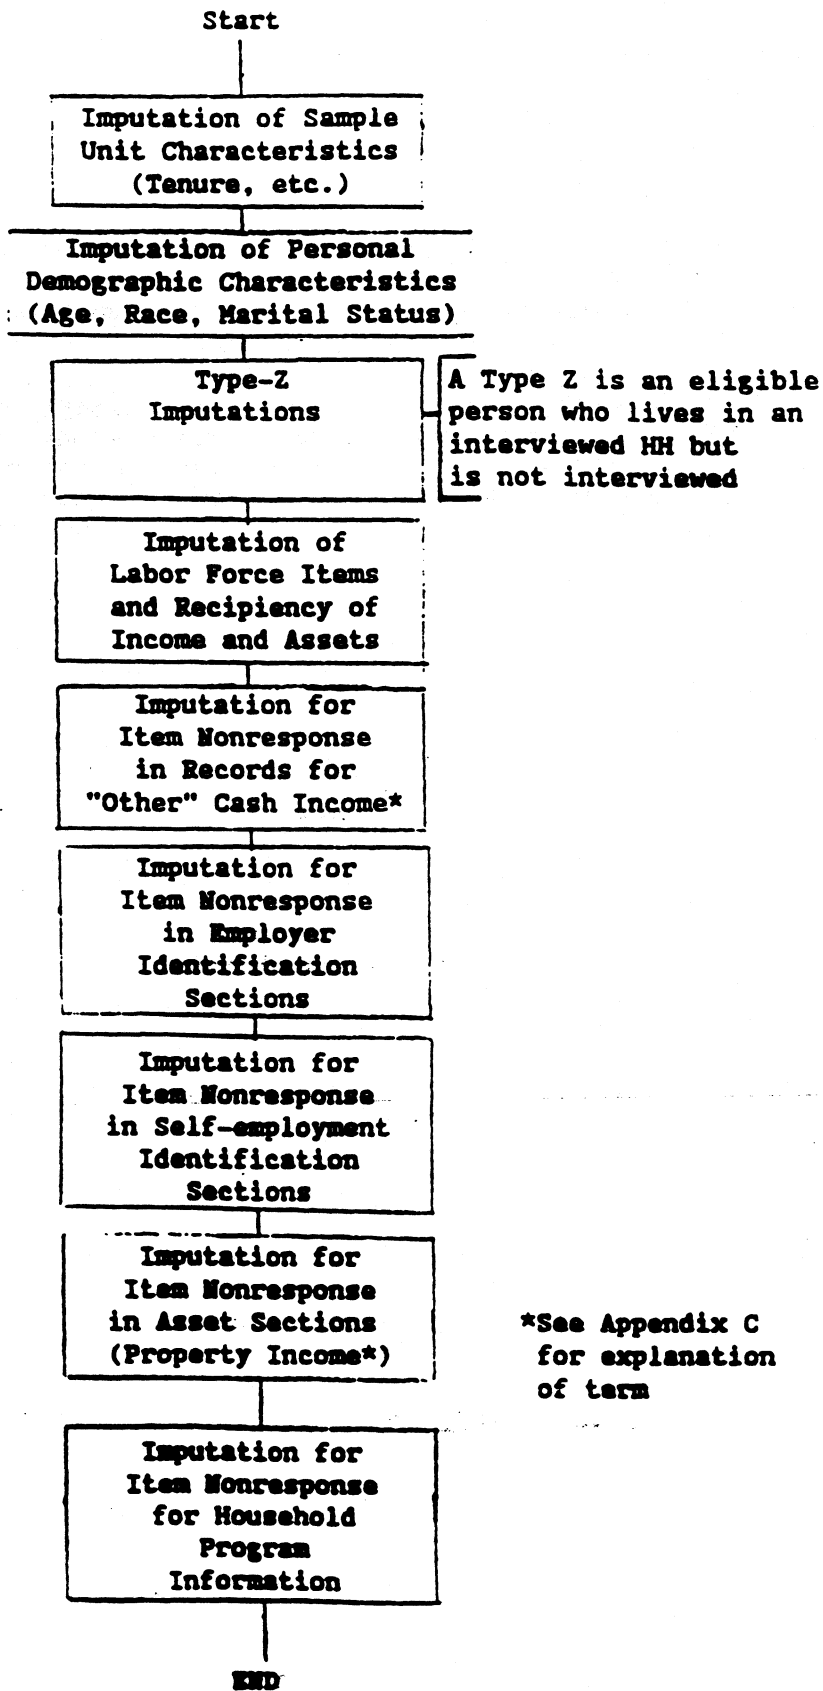 Start
Imputation of Sample
Unit Characteristics
(Tenure, etc.)
Imputation of Personal
Demographic Characteristics
(Age, Race, Marital Status)
Type-Z
Imputations
A Type Z is an eligible
person who lives in an
interviewed HH but
is not interviewed
Imputation of
Labor Force Items
and Recipiency of
Income and Assets
Imputation for
Item Nonresponse
in Records for
"Other" Cash Income*
Imputation for
Item Nonresponse
in Employer
Identification
Sections
Imputation for
Item Nonresponse
in Self-employment
Identification
Sections
Imputation for
Item Nonresponse
in Asset Sections
(Property Income*)
*See Appendix C
for explanation
of term
Imputation for
Item Nonresponse
for Household
Program
Information
END